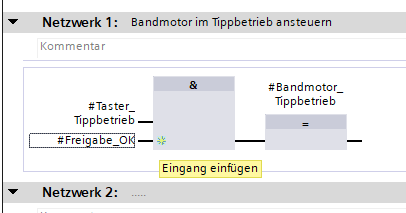 Netzwerk 1: Bandmotor im Tippbetrieb ansteuern
Kommentar
&
#Bandmotor_
Tippbetrieb
#Taster_
Tippbetrieb
=
#Freigabe_OK
Eingang einfügen
Netzwerk 2: .....